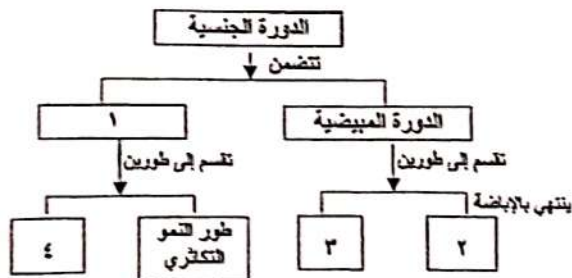 الدورة الجنسية
تتضمن
الدورة المبيضية
١
تقسم إلى طورين
تقسم إلى طورين
ينتهي بالإباضة
٢
٣
طور النمو
التكاثري
٤